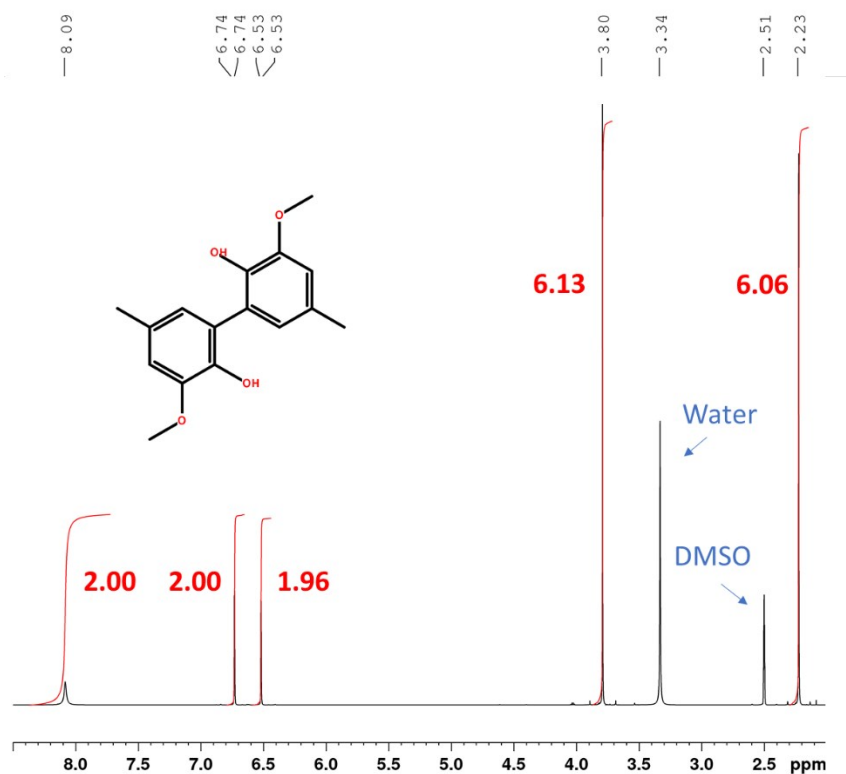 8.09 6.74 6.74 6.53 6.53 3.80 3.34 2.51 2.23
O
OH
6.13 6.06
OH
Water
O
DMSO
2.00 2.00 1.96
8.0 7.5 7.0 6.5 6.0 5.5 5.0 4.5 4.0 3.5 3.0 2.5 ppm